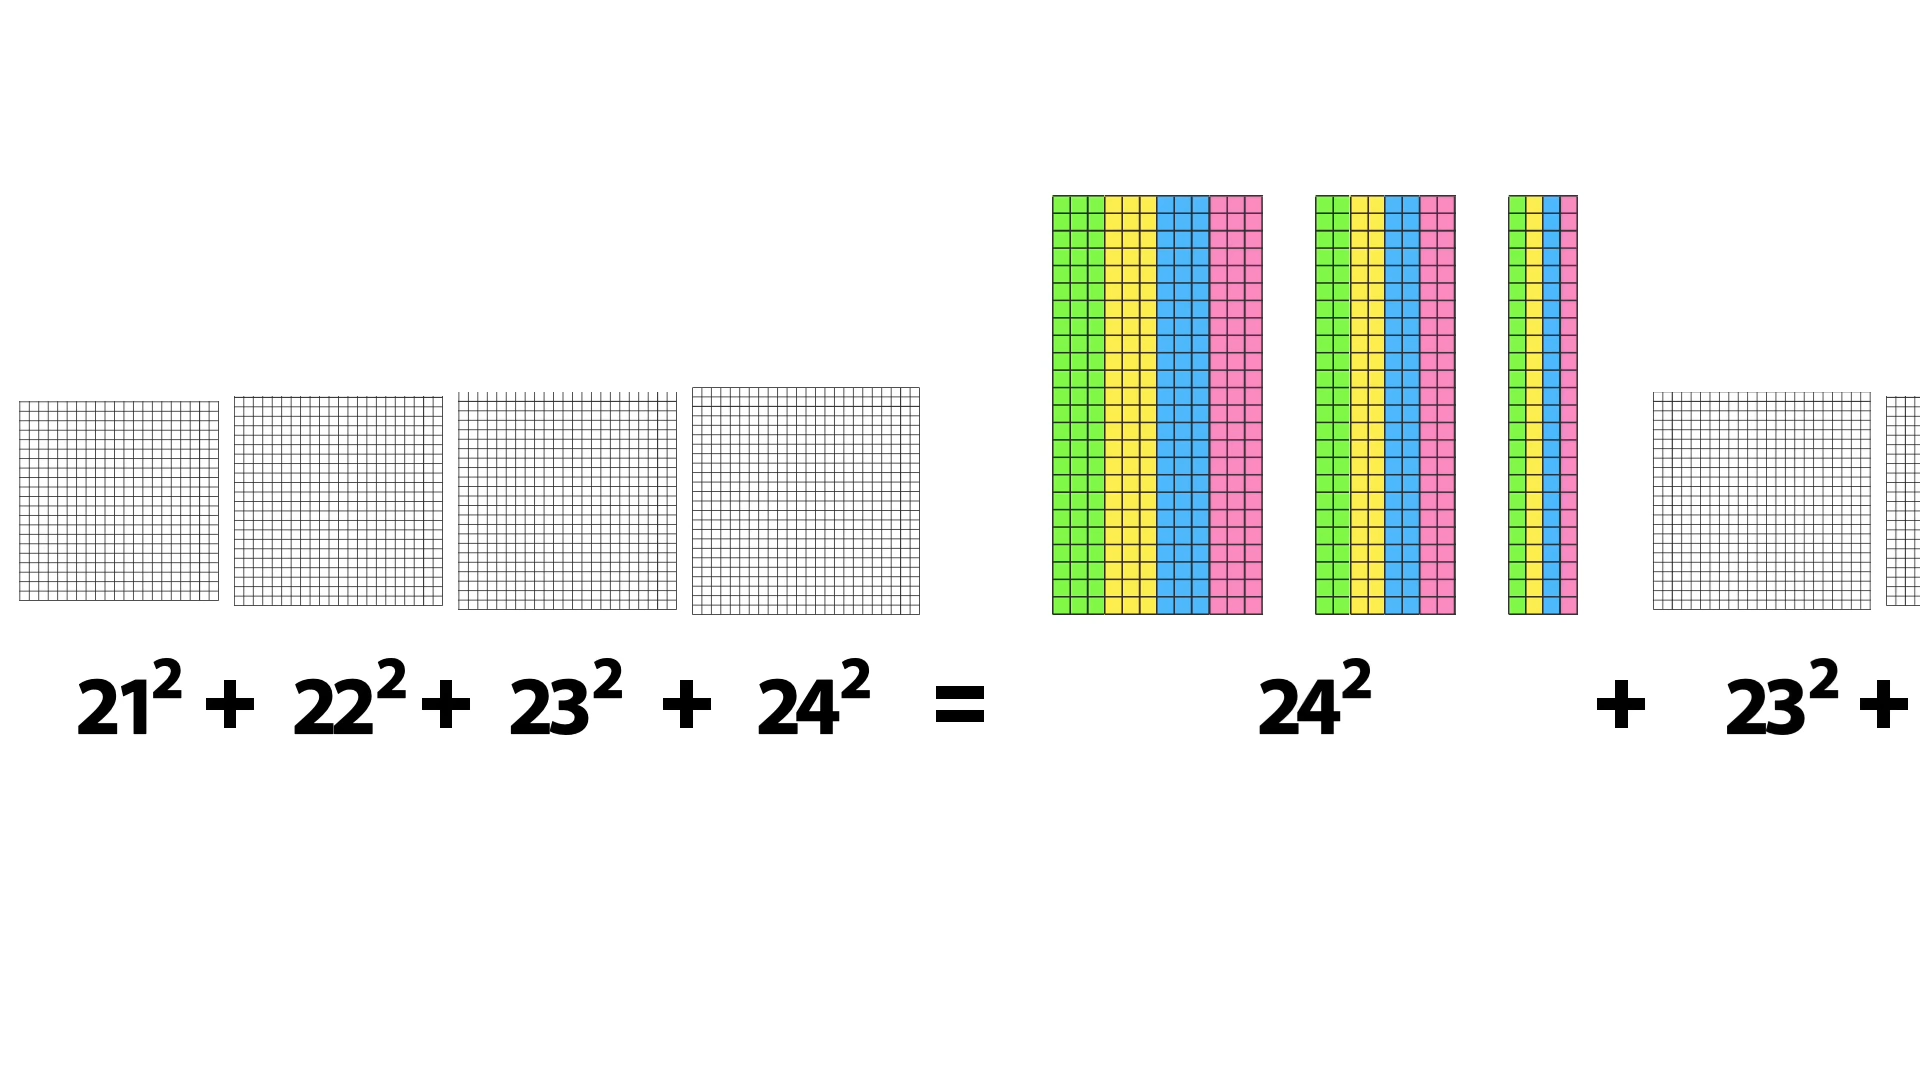 21² + 22² + 23² + 24² = 24² + 23² +